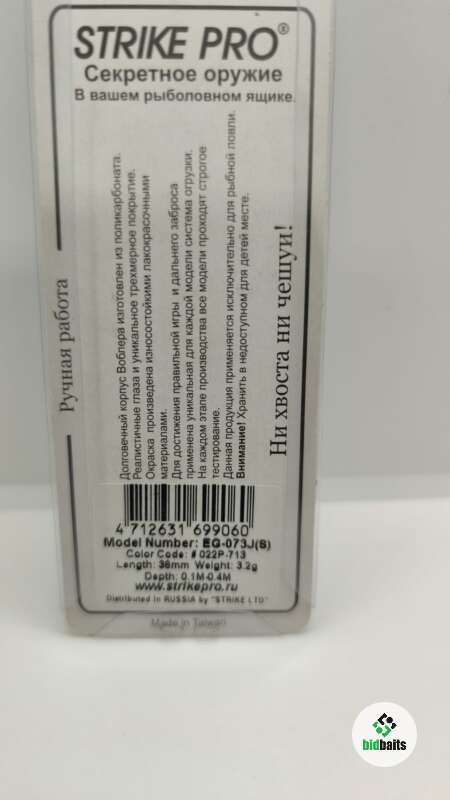 STRIKE PRO®
Секретное оружие
В вашем рыболовном ящике.
Ручная работа
Долговечный корпус Воблера изготовлен из поликарбоната.
Реалистичные глаза и уникальное трехмерное покрытие.
Окраска произведена износостойкими лакокрасочными
материалами.
Для достижения правильной игры и дальнего заброса
применена уникальная для каждой модели система огрузки.
На каждом этапе производства все модели проходят строгое
тестирование.
Данная продукция применяется исключительно для рыбной ловли.
Внимание! Хранить в недоступном для детей месте.
Ни хвоста ни чешуи!
4 712631 699060
Model Number: EG-073J(S)
Color Code: # 022P-713
Length: 36mm Weight: 3.2g
Depth: 0.1M-0.4M
www.strikepro.ru
Distributed in RUSSIA by "STRIKE LTD"
Made in Taiwan
bidbaits